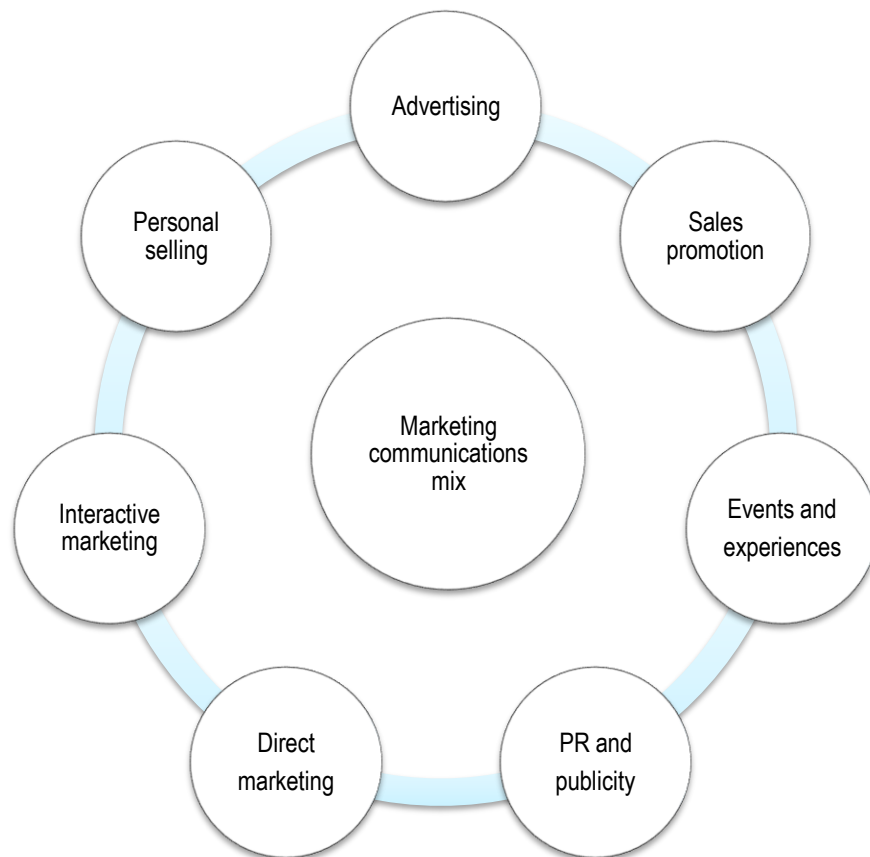 Advertising
Sales
promotion
Events and
experiences
PR and
publicity
Direct
marketing
Interactive
marketing
Personal
selling
Marketing
communications
mix